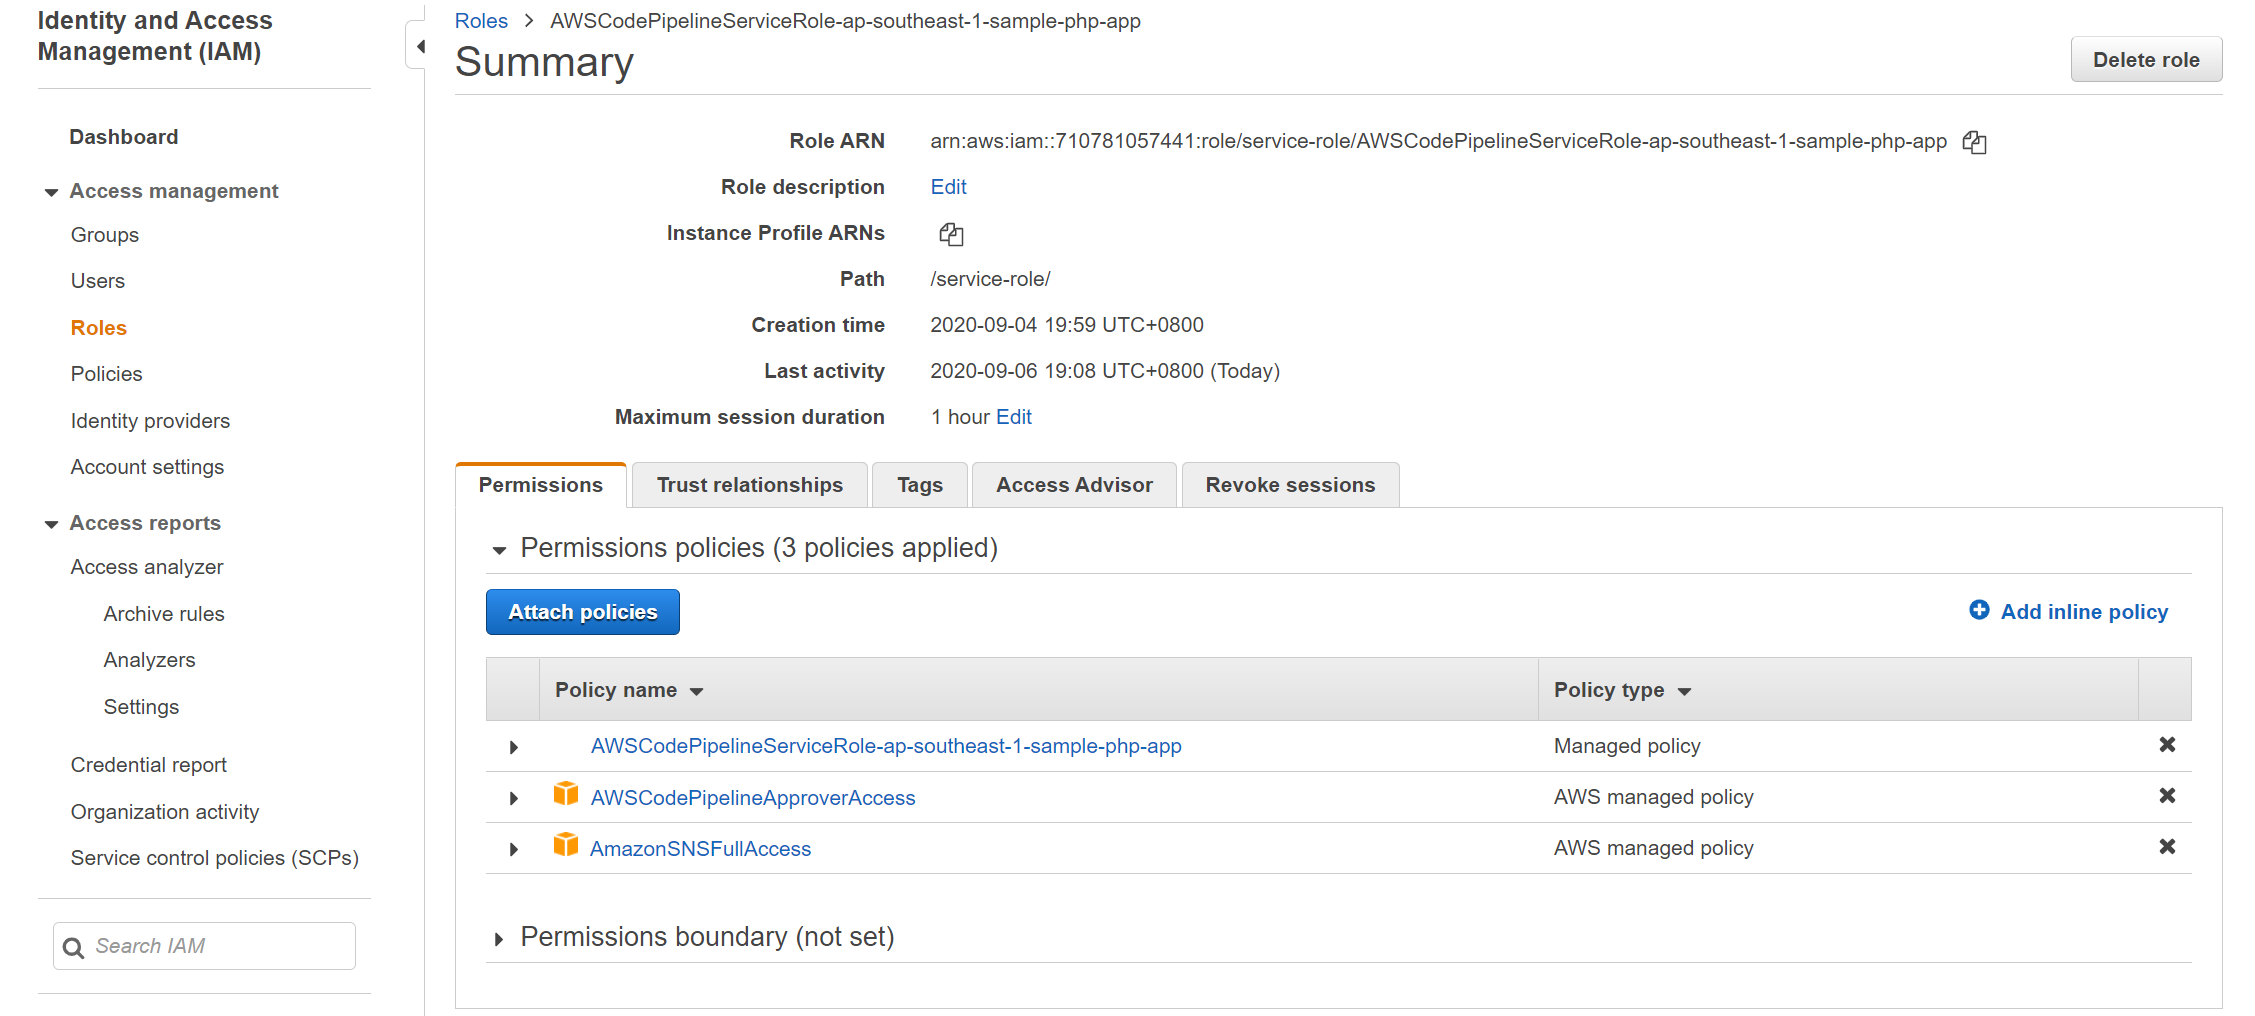 Identity and Access
Management (IAM)
Dashboard
Access management
Groups
Users
Roles
Policies
Identity providers
Account settings
Access reports
Access analyzer
Archive rules
Analyzers
Settings
Credential report
Organization activity
Service control policies (SCPs)
Search IAM
Roles > AWSCodePipelineServiceRole-ap-southeast-1-sample-php-app
Summary
Delete role
Role ARN arn:aws:iam::710781057441:role/service-role/AWSCodePipelineServiceRole-ap-southeast-1-sample-php-app
Role description Edit
Instance Profile ARNs
Path /service-role/
Creation time 2020-09-04 19:59 UTC+0800
Last activity 2020-09-06 19:08 UTC+0800 (Today)
Maximum session duration 1 hour Edit
Permissions Trust relationships Tags Access Advisor Revoke sessions
Permissions policies (3 policies applied)
Attach policies Add inline policy
Policy name Policy type
AWSCodePipelineServiceRole-ap-southeast-1-sample-php-app Managed policy
AWSCodePipelineApproverAccess AWS managed policy
AmazonSNSFullAccess AWS managed policy
Permissions boundary (not set)